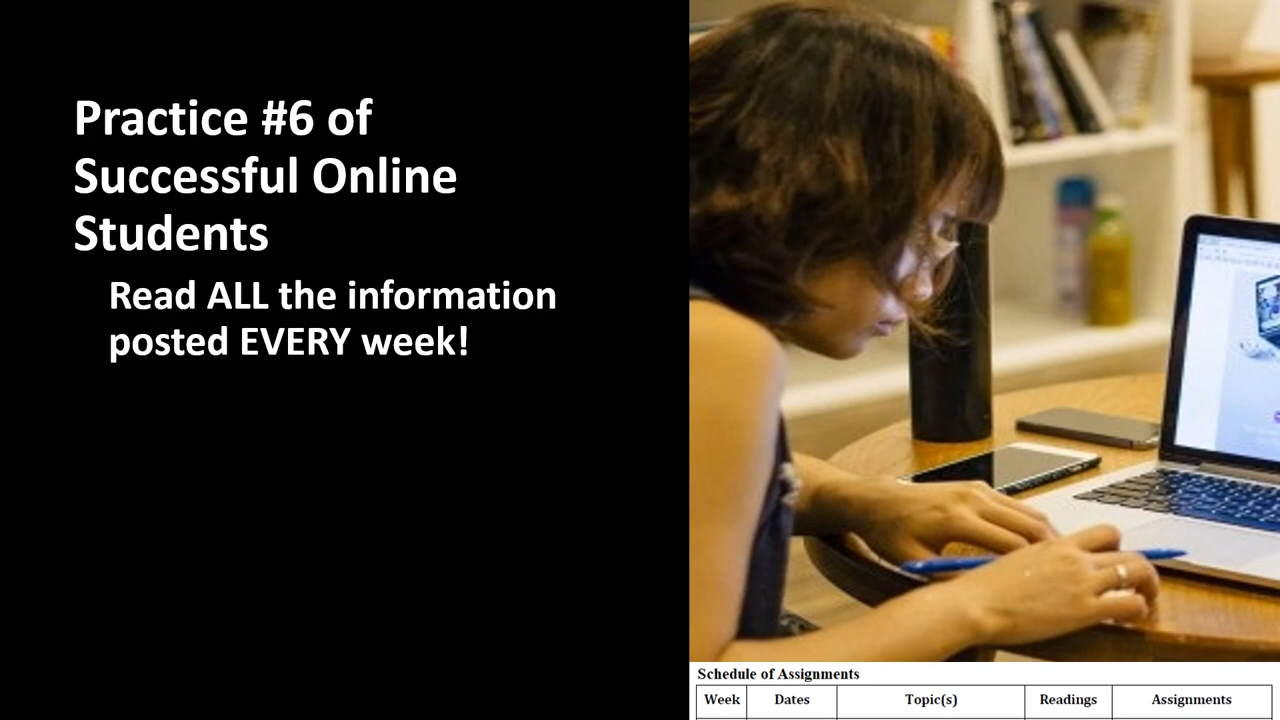 Practice #6 of
Successful Online
Students
Read ALL the information
posted EVERY week!
Schedule of Assignments
Week Dates Topic(s) Readings Assignments